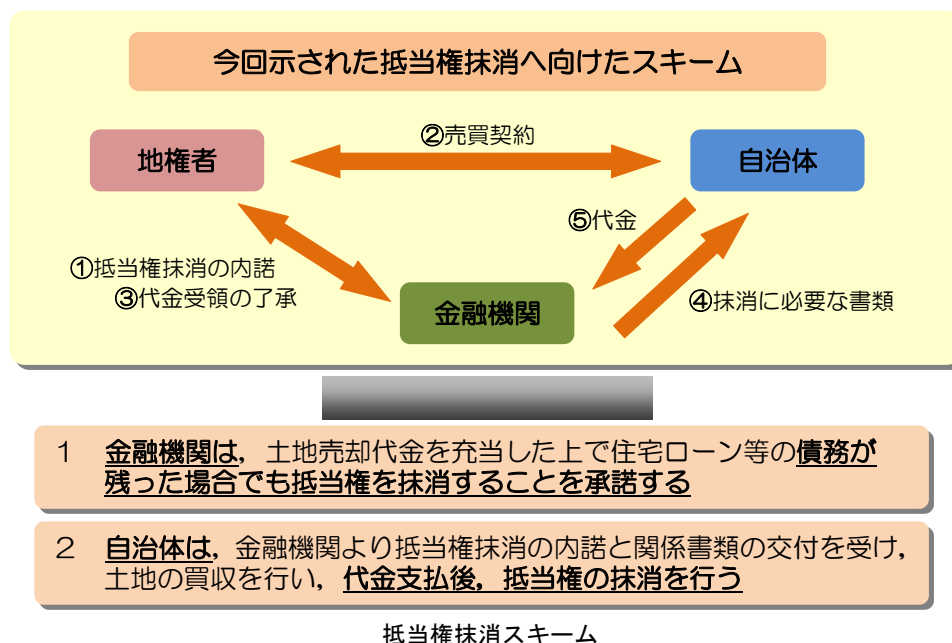 今回示された抵当権抹消へ向けたスキーム
②売買契約
地権者
自治体
⑤代金
①抵当権抹消の内諾
③代金受領の了承
金融機関
④抹消に必要な書類
1 金融機関は，土地売却代金を充当した上で住宅ローン等の債務が
残った場合でも抵当権を抹消することを承諾する
2 自治体は，金融機関より抵当権抹消の内諾と関係書類の交付を受け，
土地の買収を行い，代金支払後，抵当権の抹消を行う
抵当権抹消スキーム